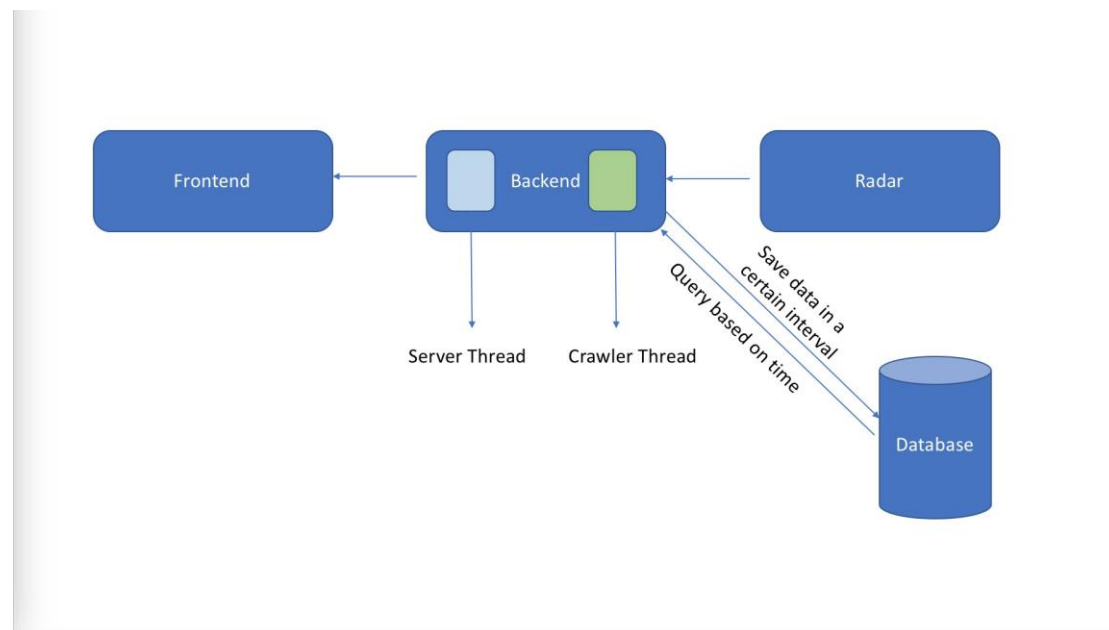 Frontend
Backend
Radar
Save data in a
certain interval
Query based on time
Server Thread
Crawler Thread
Database